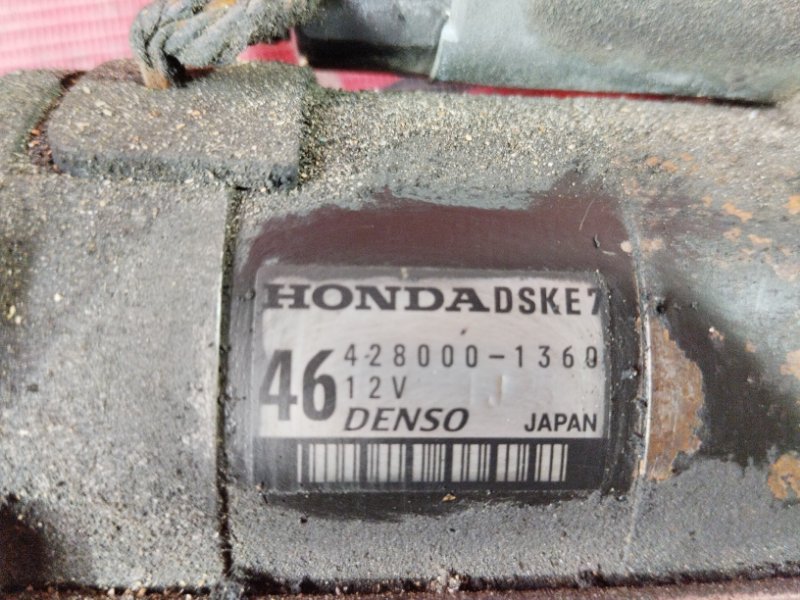 HONDA DSKE7
46 428000-1360
12V J
DENSO JAPAN